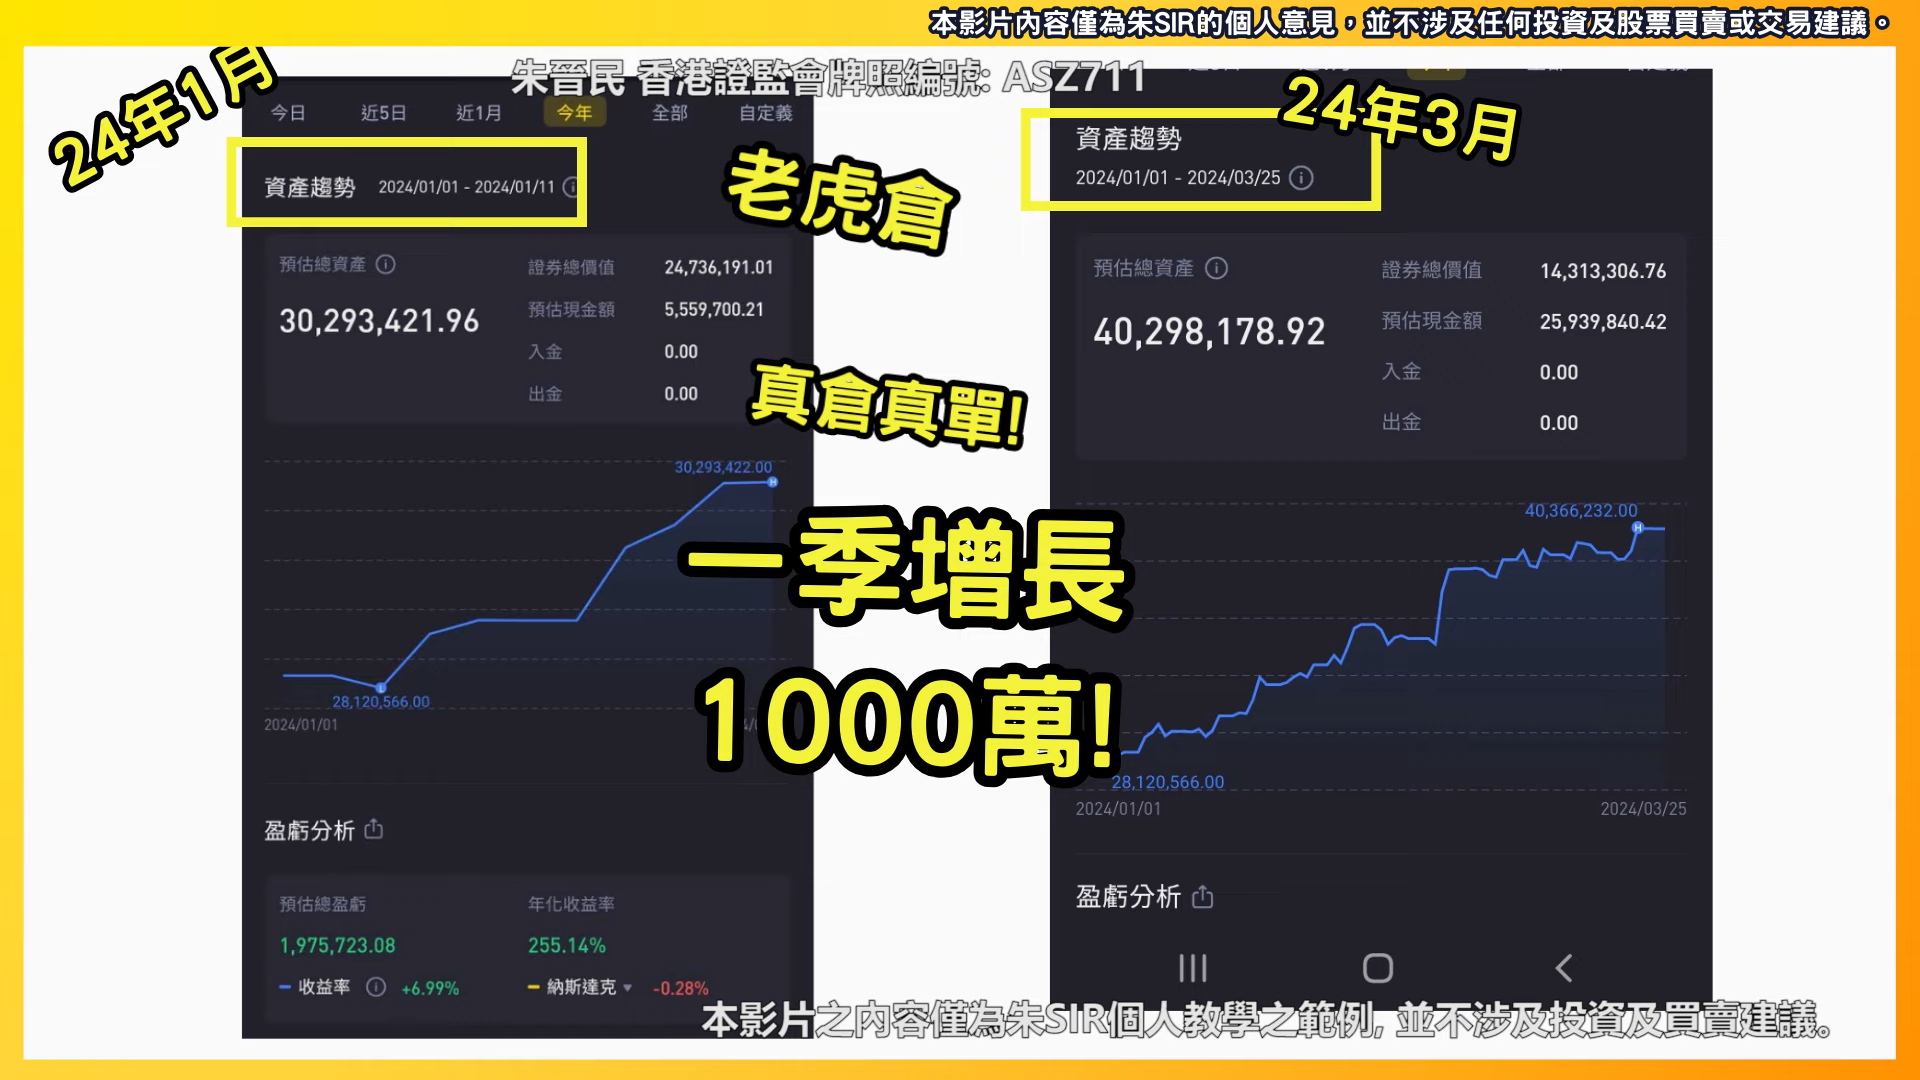 本影片內容僅為朱SIR的個人意見，並不涉及任何投資及股票買賣或交易建議。
朱晉民 香港證監會牌照編號: ASZ711
24年1月
今日 近5日 近1月 今年 全部 自定義
資產趨勢 2024/01/01 - 2024/01/11
預估總資產
30,293,421.96
證券總價值 24,736,191.01
預估現金額 5,559,700.21
入金 0.00
出金 0.00
30,293,422.00
28,120,566.00
2024/01/01
盈虧分析
預估總盈虧 年化收益率
1,975,723.08 255.14%
收益率 +6.99% 納斯達克 -0.28%
老虎倉
真倉真單!
一季增長
1000萬!
24年3月
資產趨勢
2024/01/01 - 2024/03/25
預估總資產
40,298,178.92
證券總價值 14,313,306.76
預估現金額 25,939,840.42
入金 0.00
出金 0.00
40,366,232.00
28,120,566.00
2024/01/01 2024/03/25
盈虧分析
本影片之內容僅為朱SIR個人教學之範例, 並不涉及投資及買賣建議。